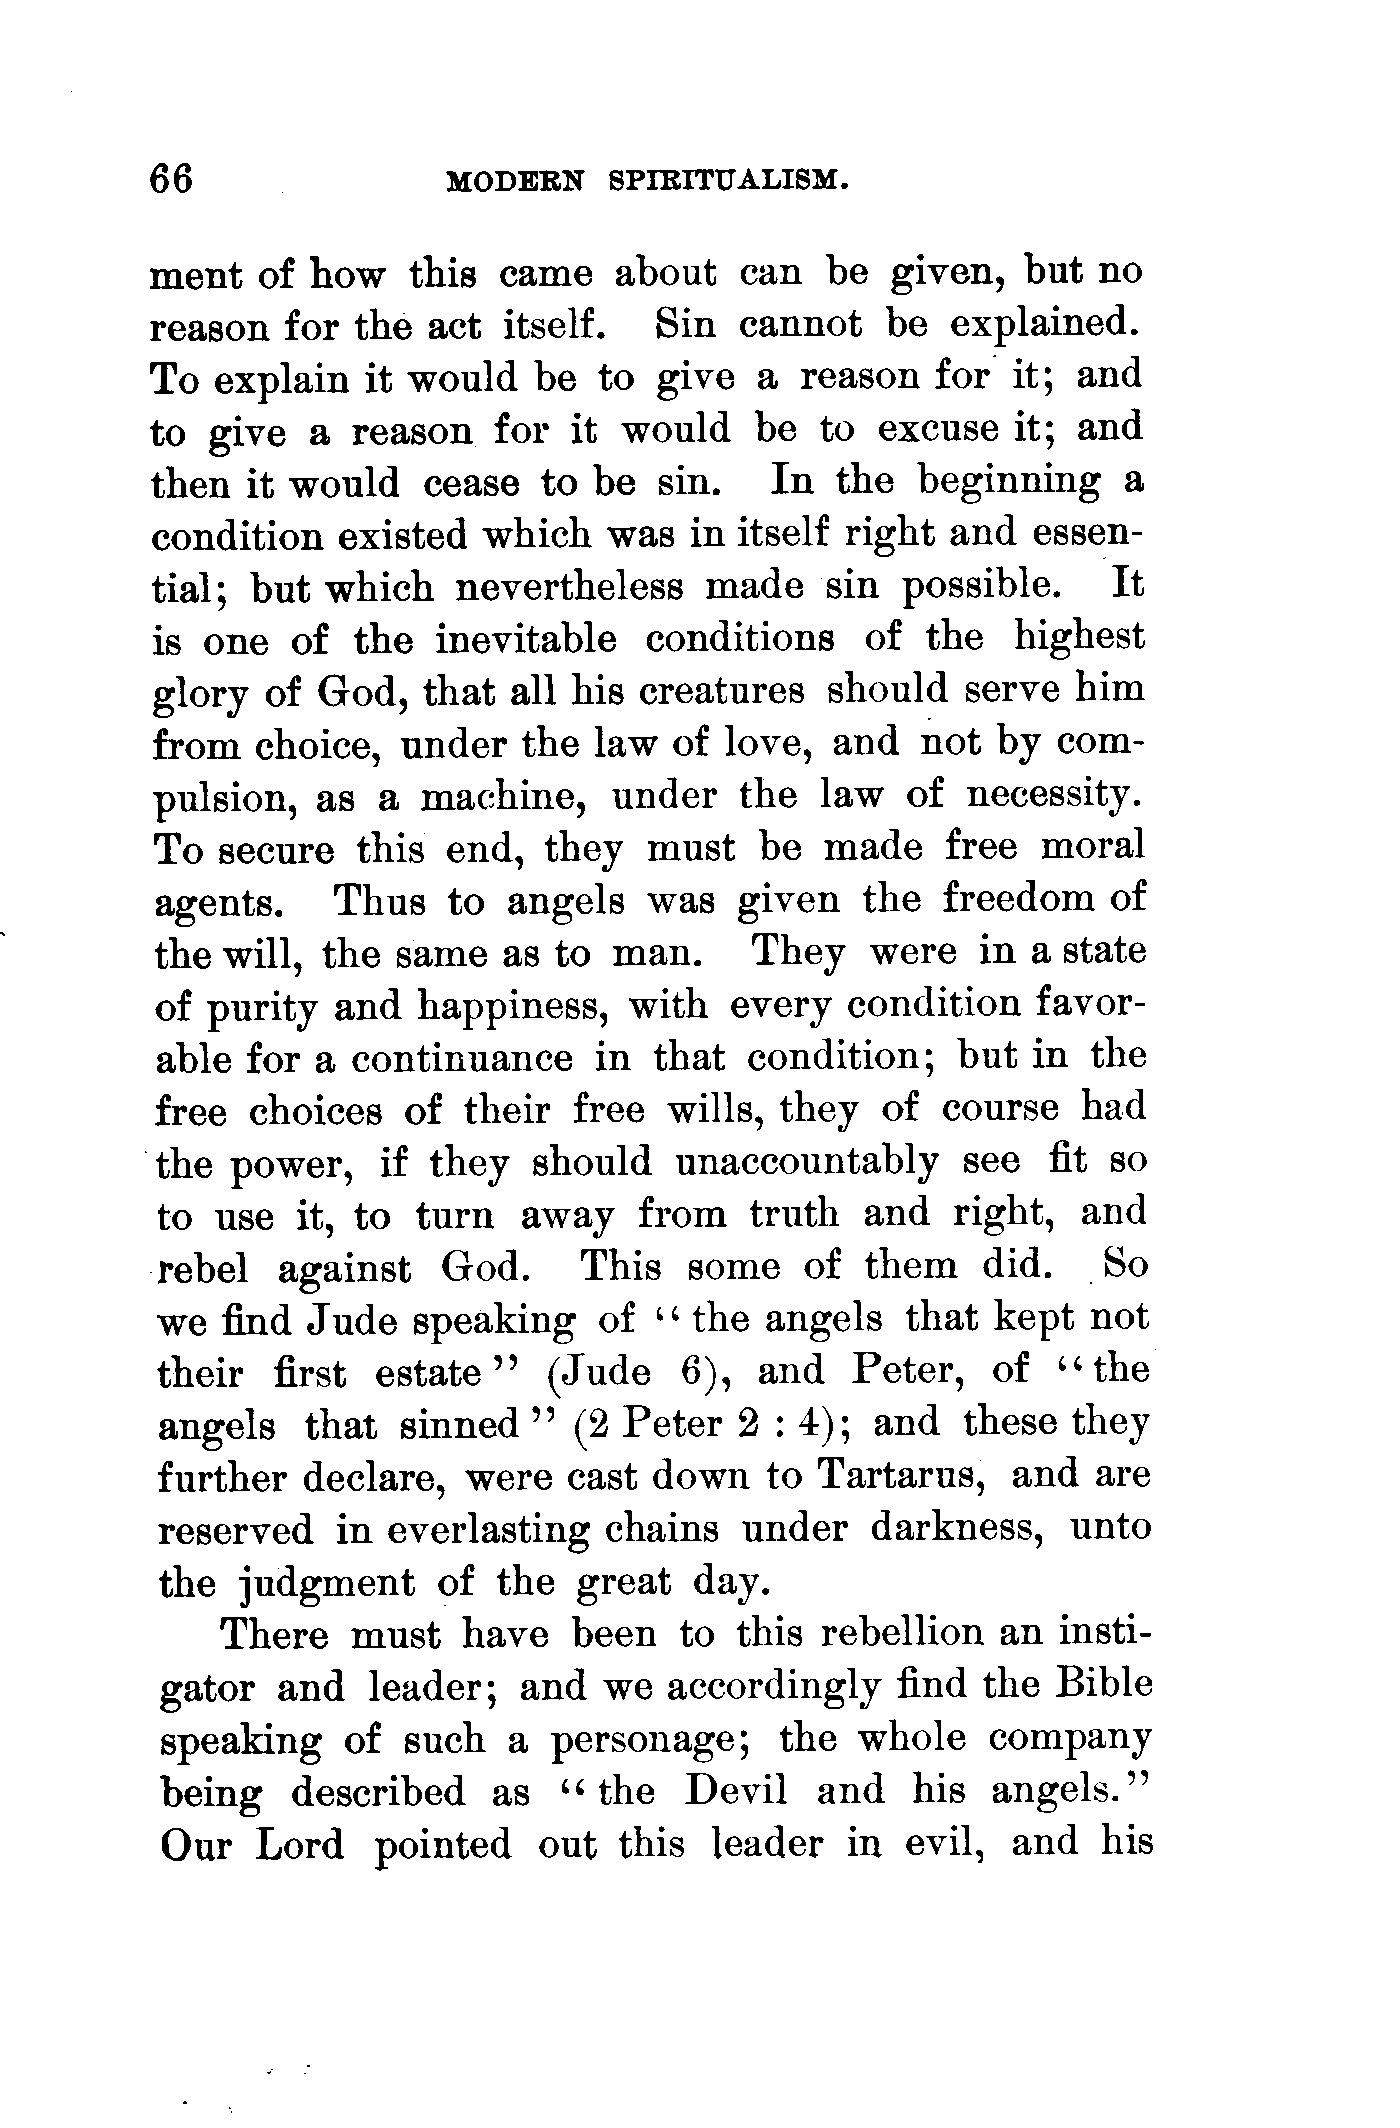 66 MODERN SPIRITUALISM.
ment of how this came about can be given, but no
reason for the act itself. Sin cannot be explained.
To explain it would be to give a reason for it; and
to give a reason for it would be to excuse it; and
then it would cease to be sin. In the beginning a
condition existed which was in itself right and essen-
tial; but which nevertheless made sin possible. It
is one of the inevitable conditions of the highest
glory of God, that all his creatures should serve him
from choice, under the law of love, and not by com-
pulsion, as a machine, under the law of necessity.
To secure this end, they must be made free moral
agents. Thus to angels was given the freedom of
the will, the same as to man. They were in a state
of purity and happiness, with every condition favor-
able for a continuance in that condition; but in the
free choices of their free wills, they of course had
the power, if they should unaccountably see fit so
to use it, to turn away from truth and right, and
rebel against God. This some of them did. So
we find Jude speaking of “the angels that kept not
their first estate” (Jude 6), and Peter, of “the
angels that sinned” (2 Peter 2 : 4); and these they
further declare, were cast down to Tartarus, and are
reserved in everlasting chains under darkness, unto
the judgment of the great day.
There must have been to this rebellion an insti-
gator and leader; and we accordingly find the Bible
speaking of such a personage; the whole company
being described as “the Devil and his angels.”
Our Lord pointed out this leader in evil, and his